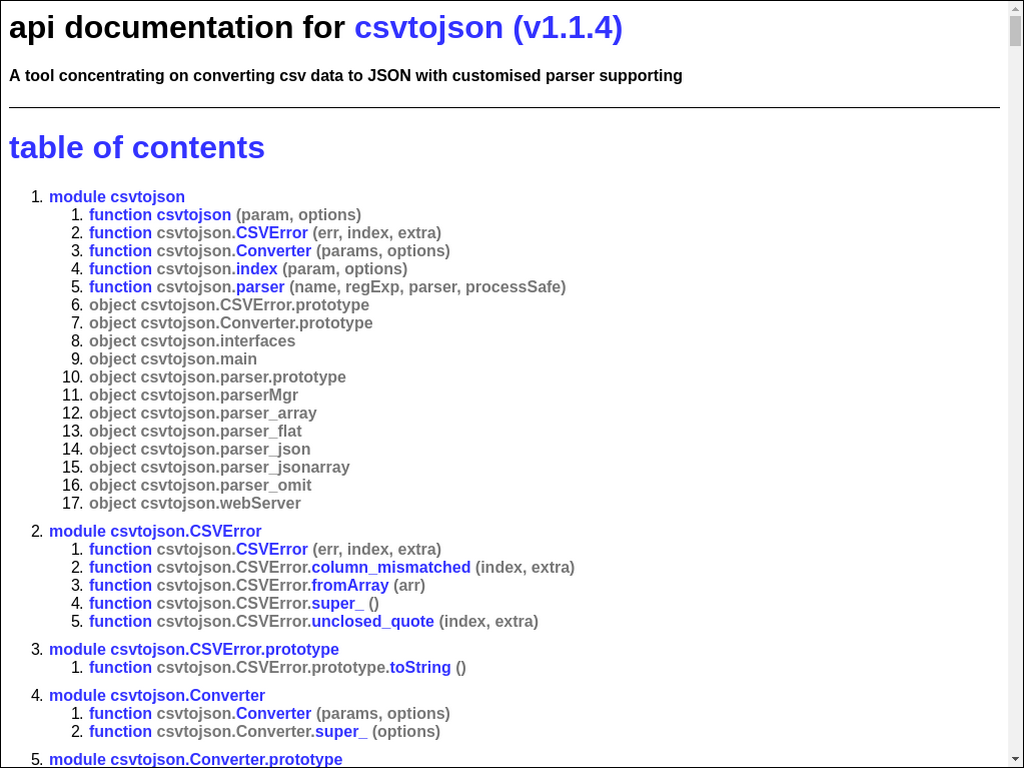 api documentation for csvtojson (v1.1.4)
A tool concentrating on converting csv data to JSON with customised parser supporting
table of contents
1. module csvtojson
1. function csvtojson (param, options)
2. function csvtojson.CSVError (err, index, extra)
3. function csvtojson.Converter (params, options)
4. function csvtojson.index (param, options)
5. function csvtojson.parser (name, regExp, parser, processSafe)
6. object csvtojson.CSVError.prototype
7. object csvtojson.Converter.prototype
8. object csvtojson.interfaces
9. object csvtojson.main
10. object csvtojson.parser.prototype
11. object csvtojson.parserMgr
12. object csvtojson.parser_array
13. object csvtojson.parser_flat
14. object csvtojson.parser_json
15. object csvtojson.parser_jsonarray
16. object csvtojson.parser_omit
17. object csvtojson.webServer
2. module csvtojson.CSVError
1. function csvtojson.CSVError (err, index, extra)
2. function csvtojson.CSVError.column_mismatched (index, extra)
3. function csvtojson.CSVError.fromArray (arr)
4. function csvtojson.CSVError.super_ ()
5. function csvtojson.CSVError.unclosed_quote (index, extra)
3. module csvtojson.CSVError.prototype
1. function csvtojson.CSVError.prototype.toString ()
4. module csvtojson.Converter
1. function csvtojson.Converter (params, options)
2. function csvtojson.Converter.super_ (options)
5. module csvtojson.Converter.prototype